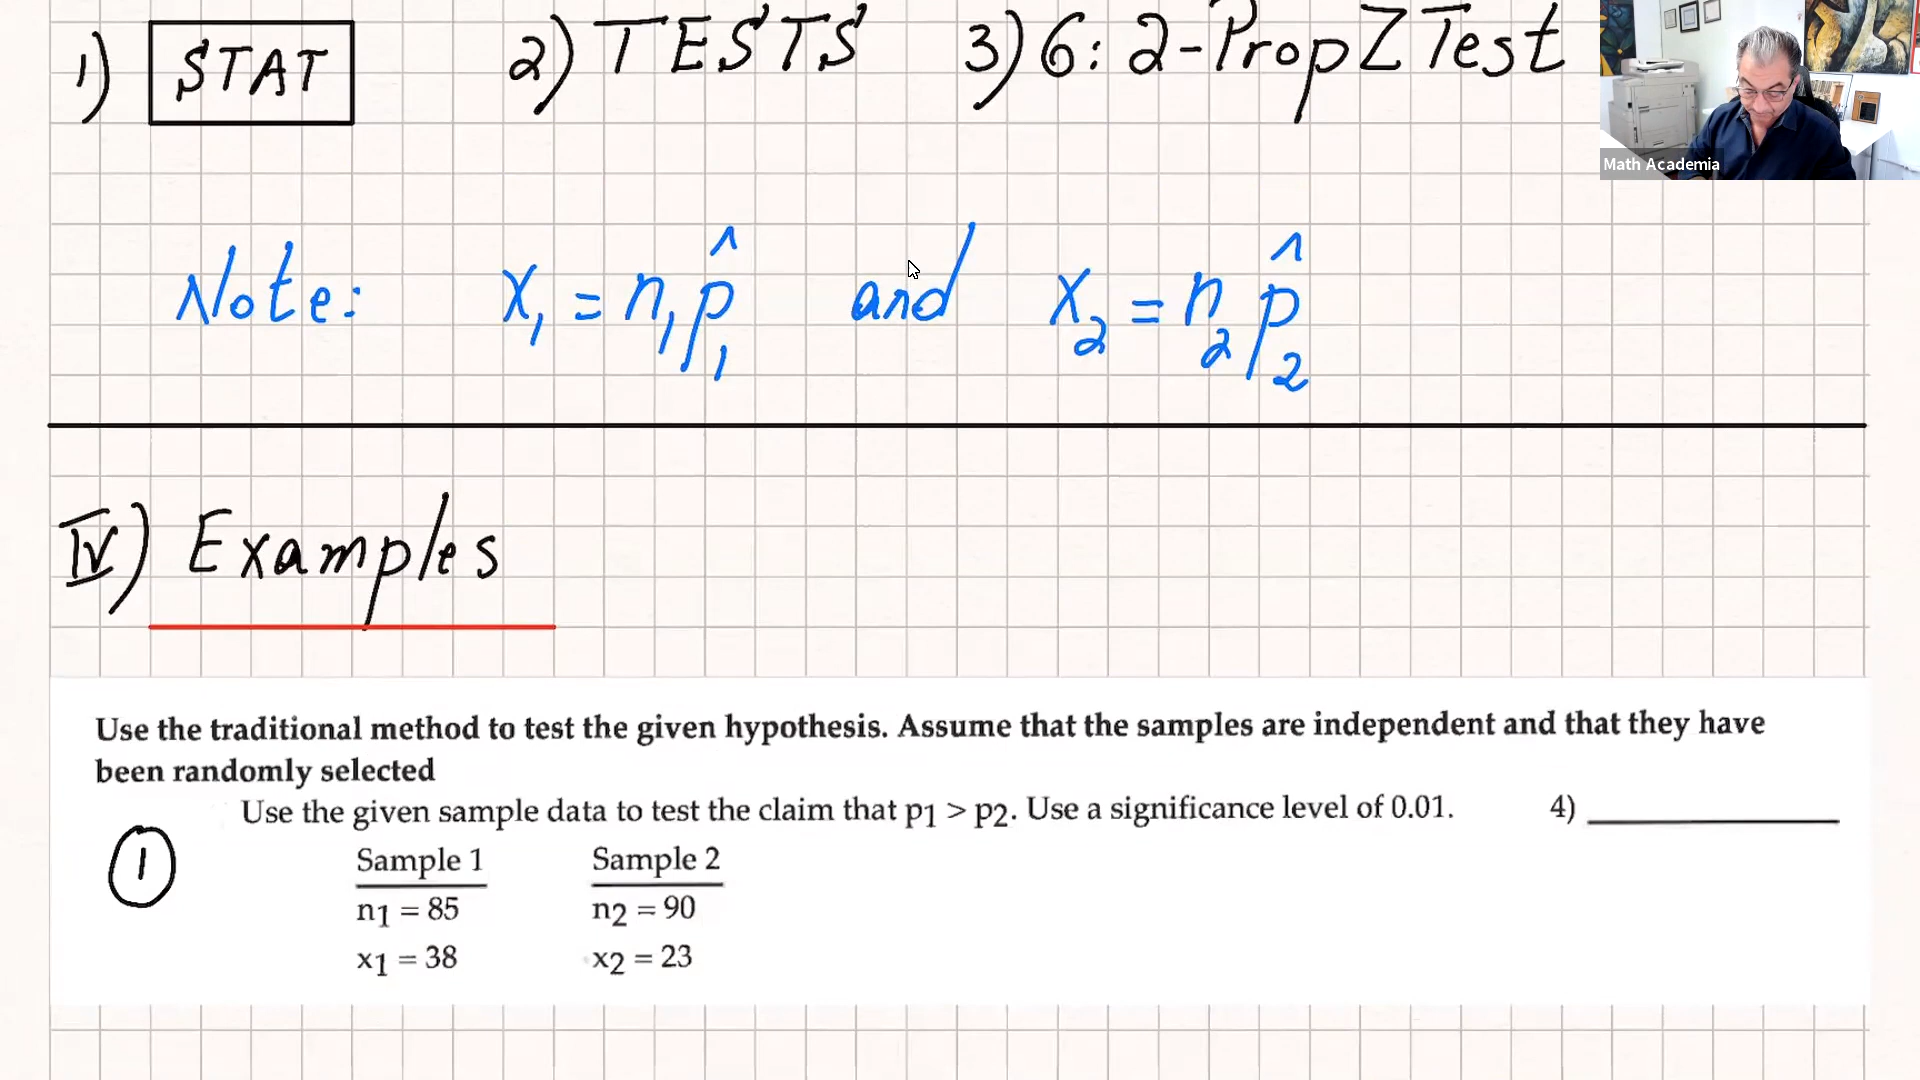 1) STAT 2) TESTS 3) 6: 2-PropZTest
Math Academia
Note: x₁ = n₁p̂₁ and x₂ = n₂p̂₂
IV) Examples
Use the traditional method to test the given hypothesis. Assume that the samples are independent and that they have
been randomly selected
Use the given sample data to test the claim that p₁ > p₂. Use a significance level of 0.01. 4)
1
Sample 1 Sample 2
n₁ = 85 n₂ = 90
x₁ = 38 x₂ = 23